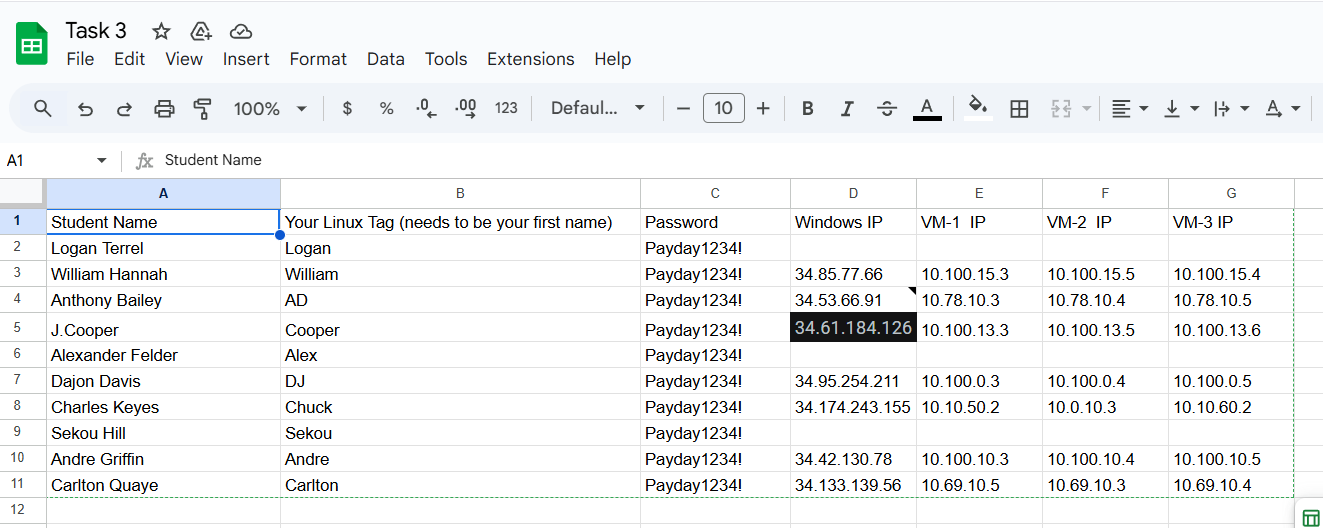 Task 3
File Edit View Insert Format Data Tools Extensions Help
100% $ % .0 .00 123 Defaul... 10 B I S A A
A1 fx Student Name
A B C D E F G
1 Student Name Your Linux Tag (needs to be your first name) Password Windows IP VM-1 IP VM-2 IP VM-3 IP
2 Logan Terrel Logan Payday1234!
3 William Hannah William Payday1234! 34.85.77.66 10.100.15.3 10.100.15.5 10.100.15.4
4 Anthony Bailey AD Payday1234! 34.53.66.91 10.78.10.3 10.78.10.4 10.78.10.5
5 J.Cooper Cooper Payday1234! 34.61.184.126 10.100.13.3 10.100.13.5 10.100.13.6
6 Alexander Felder Alex Payday1234!
7 Dajon Davis DJ Payday1234! 34.95.254.211 10.100.0.3 10.100.0.4 10.100.0.5
8 Charles Keyes Chuck Payday1234! 34.174.243.155 10.10.50.2 10.0.10.3 10.10.60.2
9 Sekou Hill Sekou Payday1234!
10 Andre Griffin Andre Payday1234! 34.42.130.78 10.100.10.3 10.100.10.4 10.100.10.5
11 Carlton Quaye Carlton Payday1234! 34.133.139.56 10.69.10.5 10.69.10.3 10.69.10.4
12